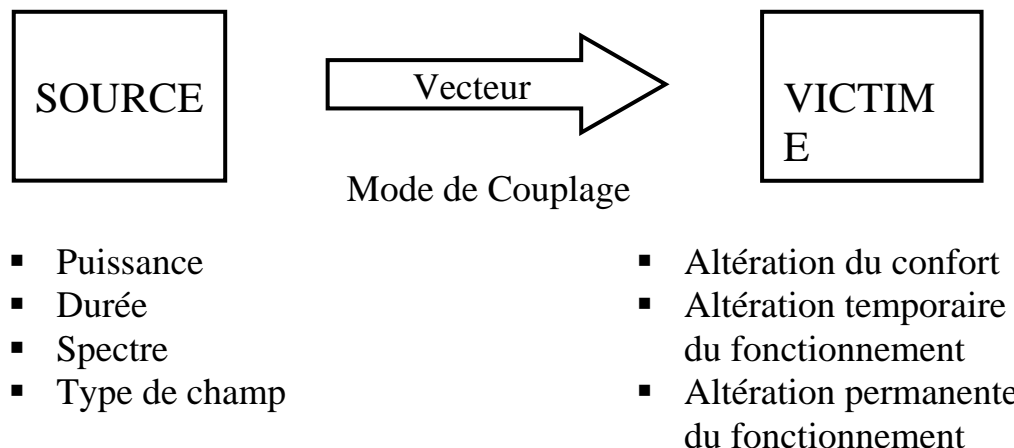 SOURCE
Vecteur
VICTIM
E
Mode de Couplage
▪ Puissance
▪ Durée
▪ Spectre
▪ Type de champ
▪ Altération du confort
▪ Altération temporaire
du fonctionnement
▪ Altération permanente
du fonctionnement